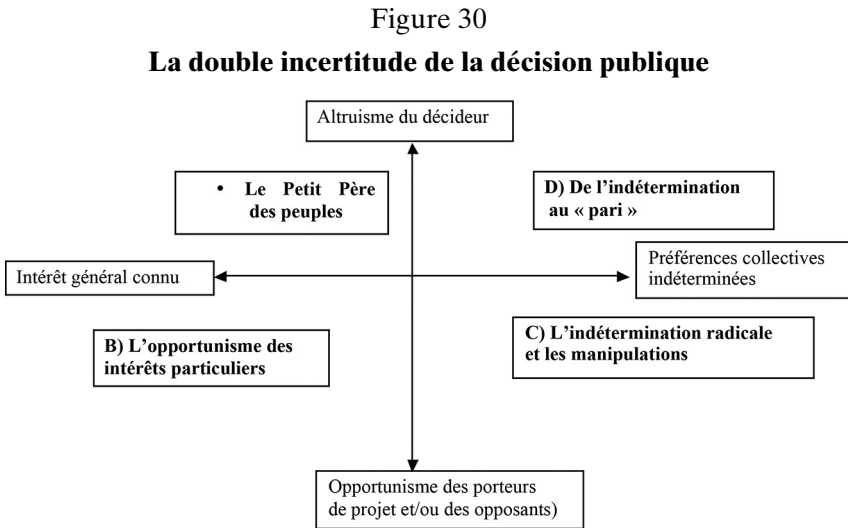 Figure 30
La double incertitude de la décision publique
Altruisme du décideur
• Le Petit Père
des peuples
D) De l’indétermination
au « pari »
Intérêt général connu
Préférences collectives
indéterminées
B) L’opportunisme des
intérêts particuliers
C) L’indétermination radicale
et les manipulations
Opportunisme des porteurs
de projet et/ou des opposants)